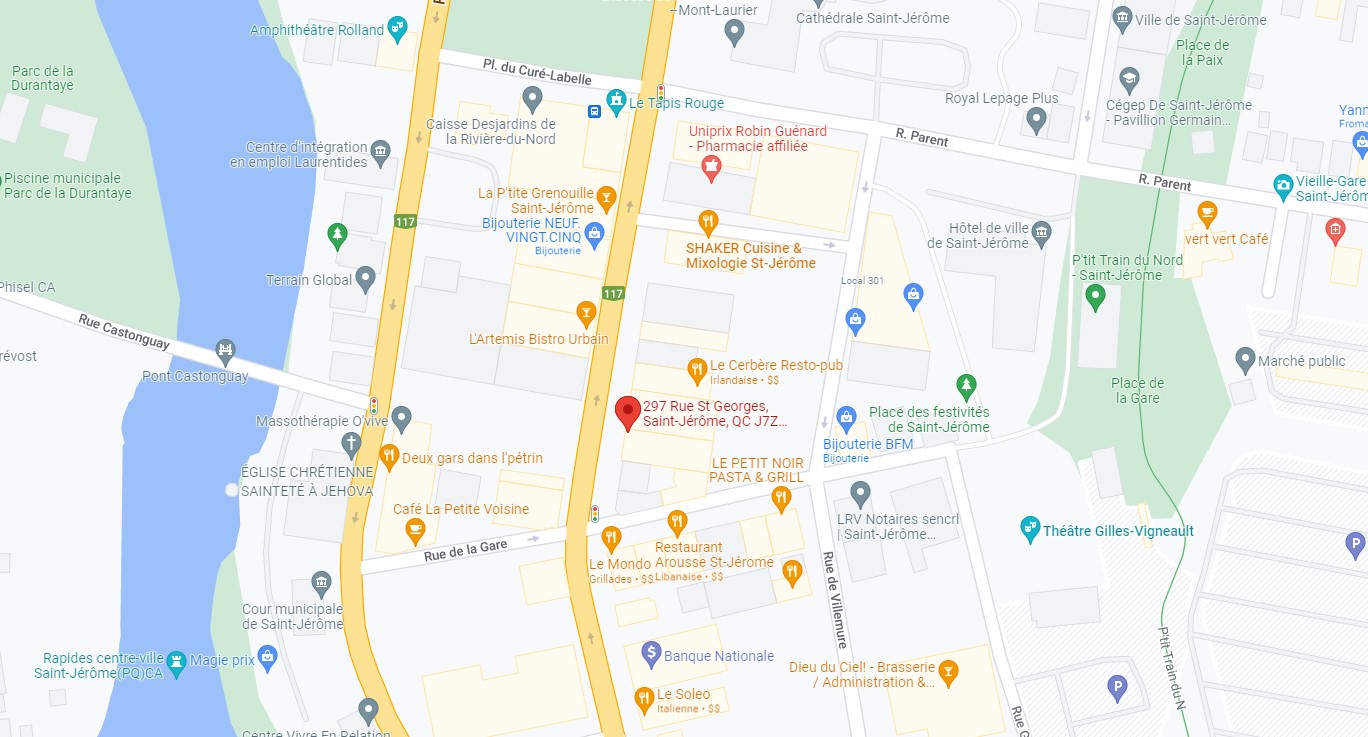 Amphithéâtre Rolland
Mont-Laurier
Cathédrale Saint-Jérôme
Ville de Saint-Jérôme
Place de
la Paix
Parc de la
Durantaye
Pl. du Curé-Labelle
Le Tapis Rouge
Royal Lepage Plus
Cégep De Saint-Jérôme
- Pavillion Germain...
Yann
Froma
Caisse Desjardins de
la Rivière-du-Nord
Uniprix Robin Guénard
- Pharmacie affiliée
R. Parent
Centre d'intégration
en emploi Laurentides
Piscine municipale
Parc de la Durantaye
R. Parent
Vieille-Gare
Saint-Jérôm
La P'tite Grenouille
Saint-Jérôme
Bijouterie NEUF.
VINGT.CINQ
Bijouterie
117
SHAKER Cuisine &
Mixologie St-Jérôme
Hôtel de ville
de Saint-Jérôme
vert vert Café
P'tit Train du Nord
- Saint-Jérôme
Terrain Global
Phisel CA
117
Local 301
Rue Castonguay
L'Artemis Bistro Urbain
révost
Pont Castonguay
Le Cerbère Resto-pub
Irlandaise • $$
Marché public
Place de
la Gare
297 Rue St Georges,
Saint-Jérôme, QC J7Z...
Place des festivités
de Saint-Jérôme
Massothérapie O'vive
Bijouterie BFM
Bijouterie
Deux gars dans l'pétrin
ÉGLISE CHRÉTIENNE
SAINTETÉ À JEHOVA
LE PETIT NOIR
PASTA & GRILL
Café La Petite Voisine
LRV Notaires sencrl
| Saint-Jérôme...
Théâtre Gilles-Vigneault
P
Rue de la Gare
Le Mondo
Grillades • $$
Restaurant
Arousse St-Jérome
Libanaise • $$
Rue de Villemure
Cour municipale
de Saint-Jérôme
Rapides centre-ville
Saint-Jérôme(PQ)CA
Magie prix
$
Banque Nationale
Dieu du Ciel! - Brasserie
/ Administration &...
P'tit-Train-du-N
P
Le Soleo
Italienne • $$
Rue G
Centre Vivre En Relation